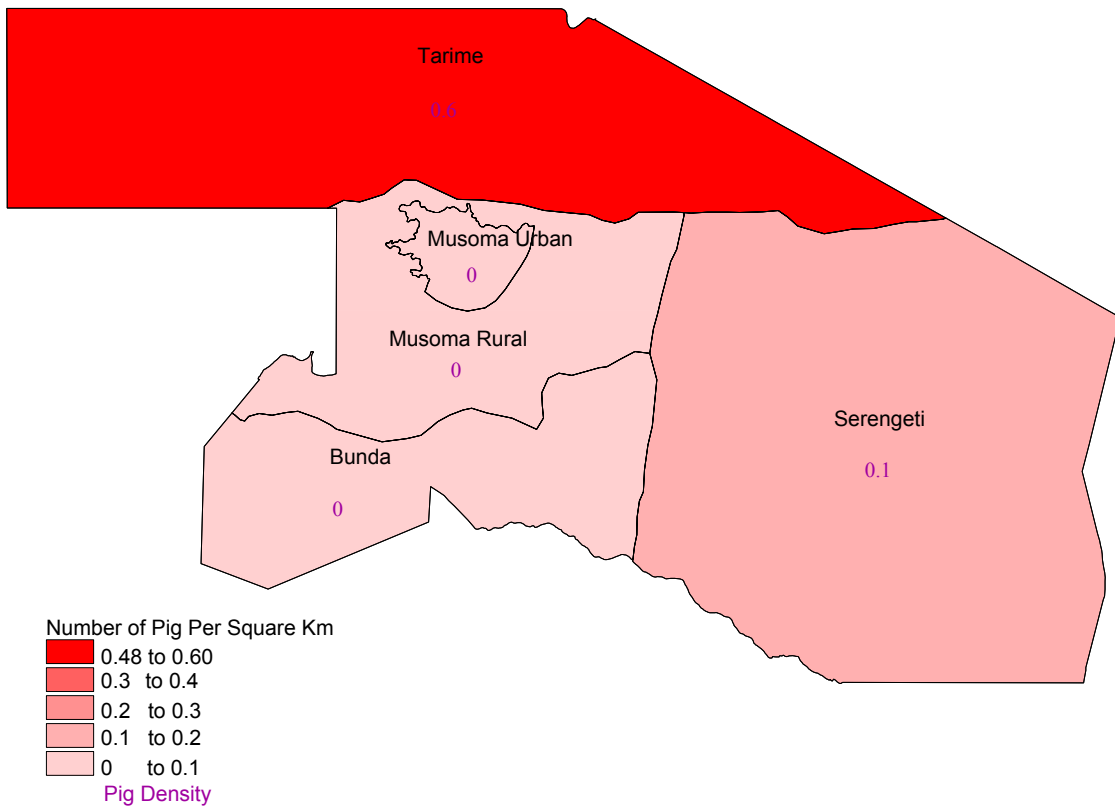 Tarime
0.6
Musoma Urban
0
Musoma Rural
0
Serengeti
0.1
Bunda
0
Number of Pig Per Square Km
0.48 to 0.60
0.3 to 0.4
0.2 to 0.3
0.1 to 0.2
0 to 0.1
Pig Density